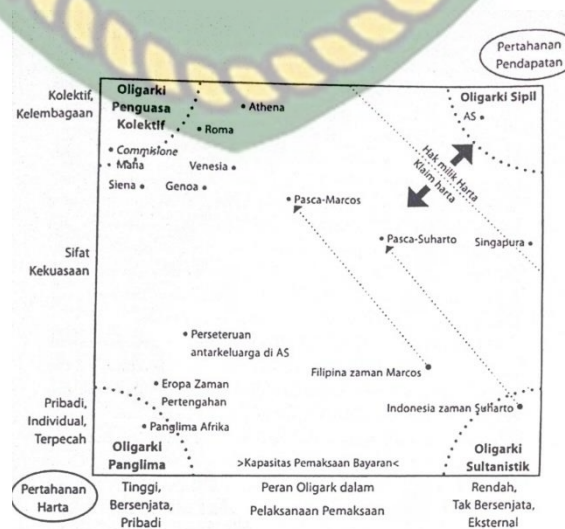 Pertahanan
Pendapatan
Kolektif,
Kelembagaan
Oligarki
Penguasa
Kolektif
Athena
Roma
Oligarki Sipil
AS
Commisione
Mafia
Venesia
Siena
Genoa
Hak milik Harta
Klaim harta
Pasca-Marcos
Pasca-Suharto
Singapura
Sifat
Kekuasaan
Perseteruan
antarkeluarga di AS
Filipina zaman Marcos
Eropa Zaman
Pertengahan
Indonesia zaman Suharto
Pribadi,
Individual,
Terpecah
Panglima Afrika
Oligarki
Panglima
>Kapasitas Pemaksaan Bayaran<
Oligarki
Sultanistik
Pertahanan
Harta
Tinggi,
Bersenjata,
Pribadi
Peran Oligark dalam
Pelaksanaan Pemaksaan
Rendah,
Tak Bersenjata,
Eksternal